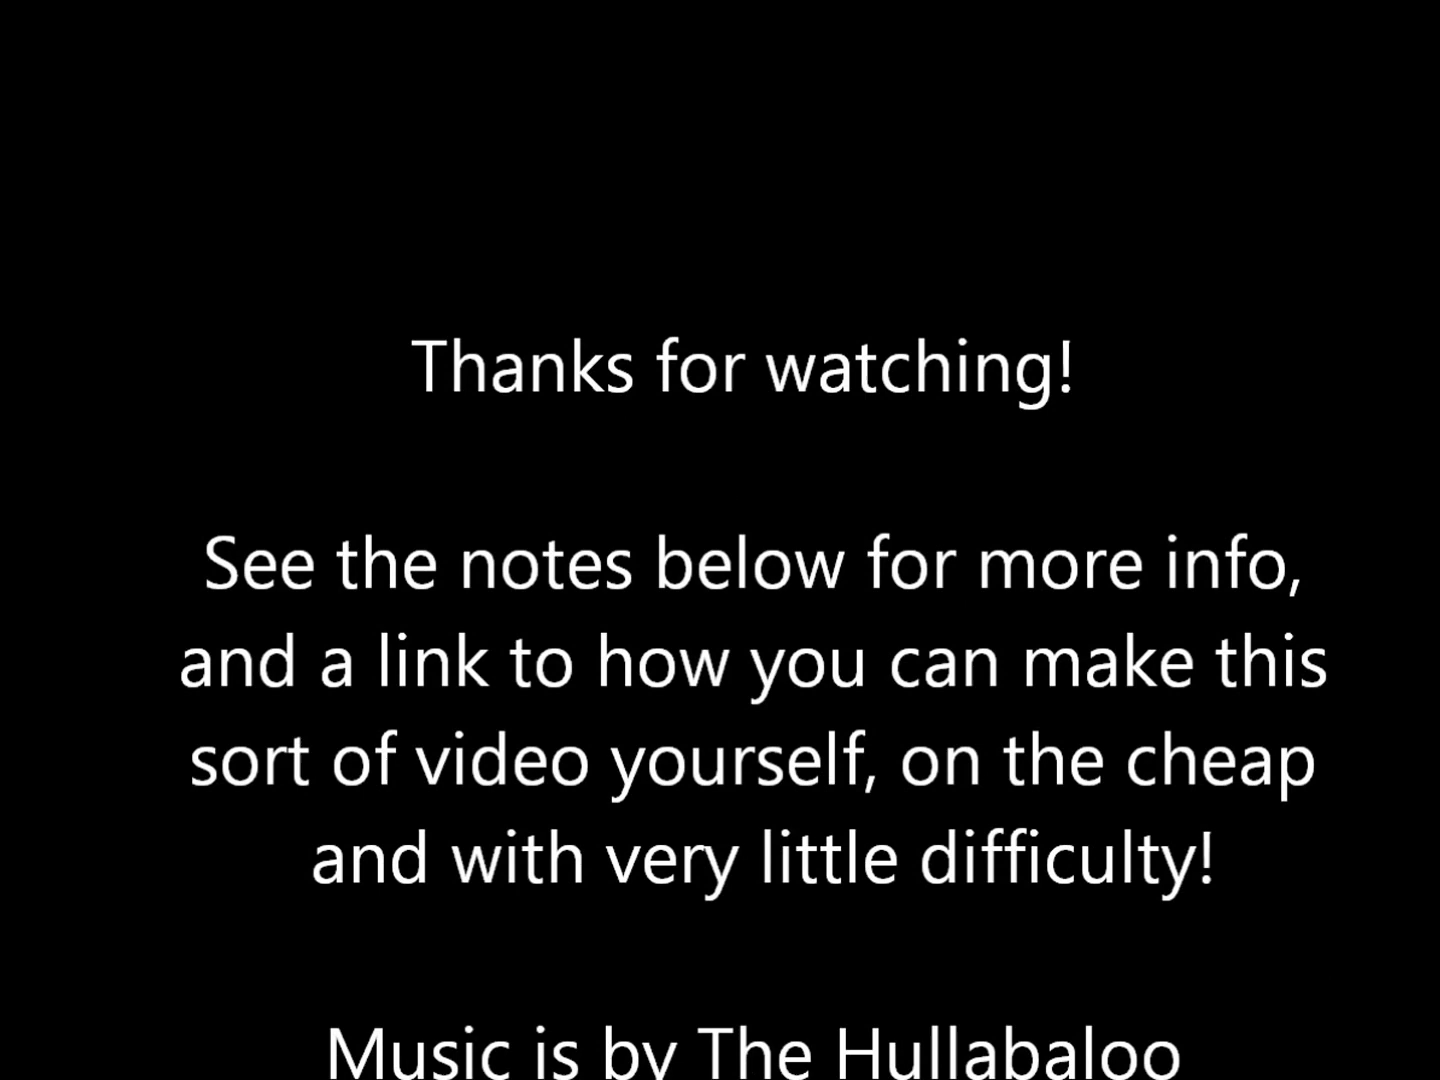 Thanks for watching!
See the notes below for more info,
and a link to how you can make this
sort of video yourself, on the cheap
and with very little difficulty!
Music is by The Hullabaloo